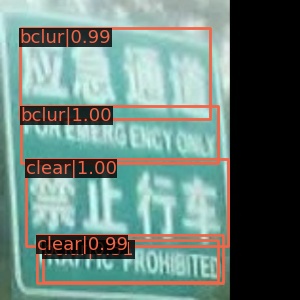 bclur|0.99
应急通道
bclur|1.00
FOR EMERGENCY ONLY
clear|1.00
禁止行车
clear|0.99
TRAFFIC PROHIBITED